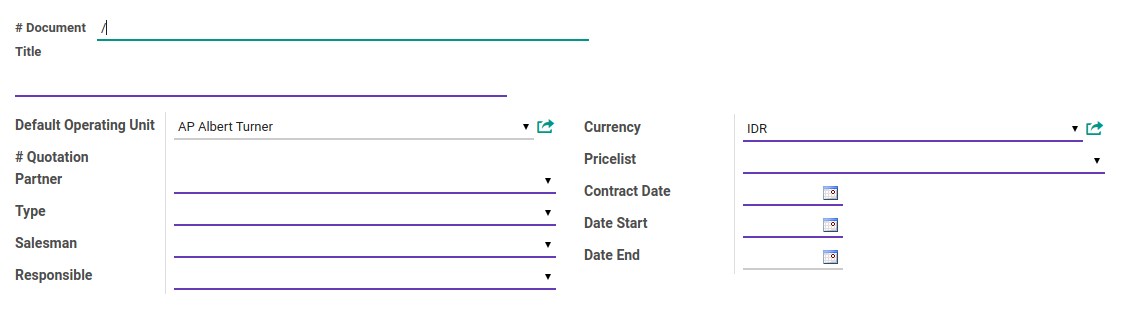 # Document /
Title
Default Operating Unit AP Albert Turner
# Quotation
Partner
Type
Salesman
Responsible
Currency IDR
Pricelist
Contract Date
Date Start
Date End